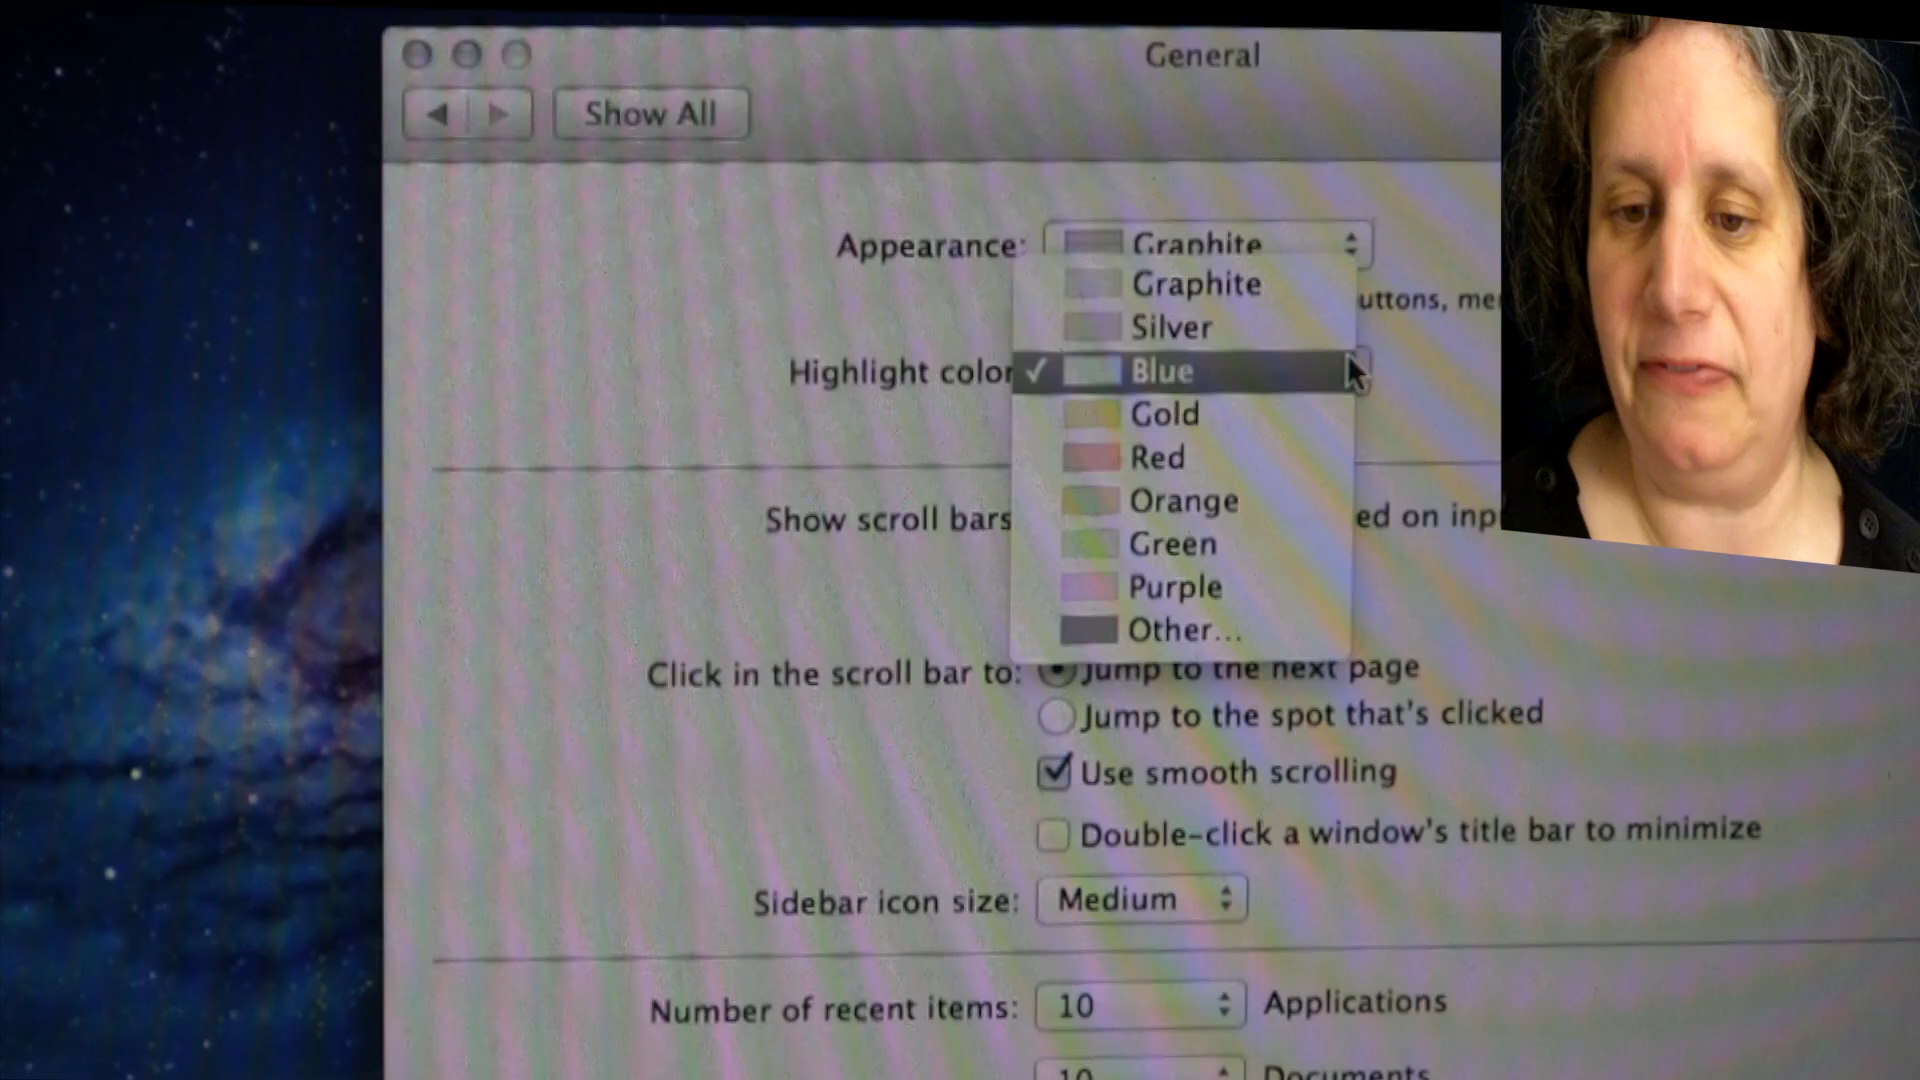 General
Show All
Appearance: Graphite
Graphite
uttons, me
Silver
Highlight color Blue
Gold
Red
Orange
Show scroll bars ed on inp
Green
Purple
Other...
Click in the scroll bar to: Jump to the next page
Jump to the spot that's clicked
Use smooth scrolling
Double-click a window's title bar to minimize
Sidebar icon size: Medium
Number of recent items: 10 Applications
10 Documents